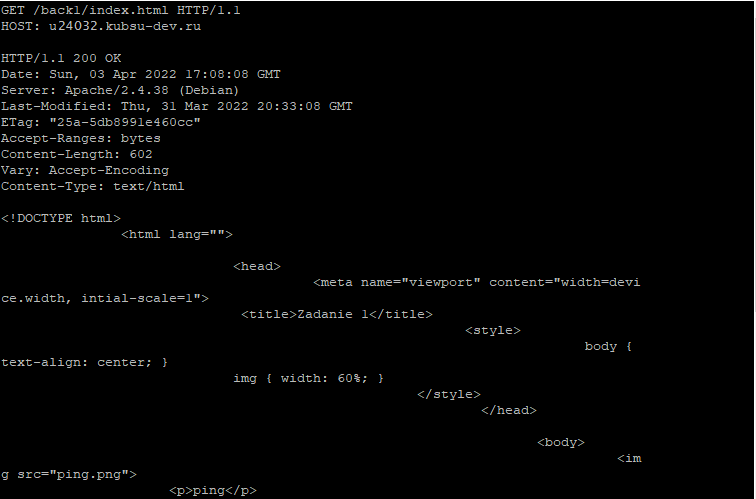 GET /back1/index.html HTTP/1.1
HOST: u24032.kubsu-dev.ru
HTTP/1.1 200 OK
Date: Sun, 03 Apr 2022 17:08:08 GMT
Server: Apache/2.4.38 (Debian)
Last-Modified: Thu, 31 Mar 2022 20:33:08 GMT
ETag: "25a-5db8991e460cc"
Accept-Ranges: bytes
Content-Length: 602
Vary: Accept-Encoding
Content-Type: text/html
<!DOCTYPE html>
<html lang="">
<head>
<meta name="viewport" content="width=devi
ce.width, intial-scale=1">
<title>Zadanie 1</title>
<style>
body {
text-align: center; }
img { width: 60%; }
</style>
</head>
<body>
<im
g src="ping.png">
<p>ping</p>